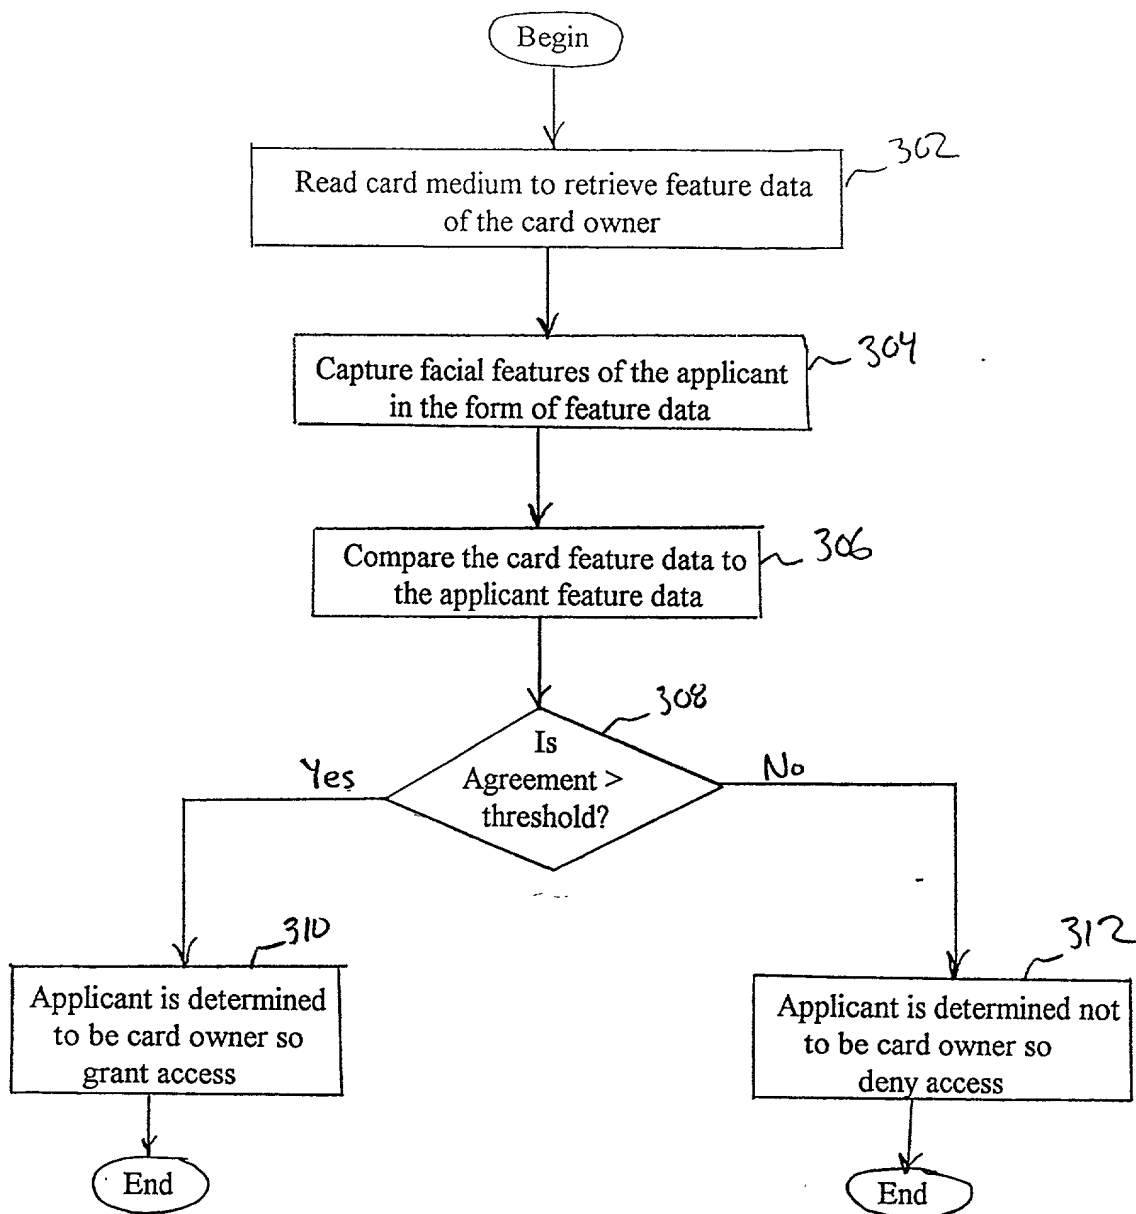 Begin
302
Read card medium to retrieve feature data
of the card owner
304
Capture facial features of the applicant
in the form of feature data
306
Compare the card feature data to
the applicant feature data
308
Is
Agreement >
threshold?
Yes
No
310
Applicant is determined
to be card owner so
grant access
End
312
Applicant is determined not
to be card owner so
deny access
End